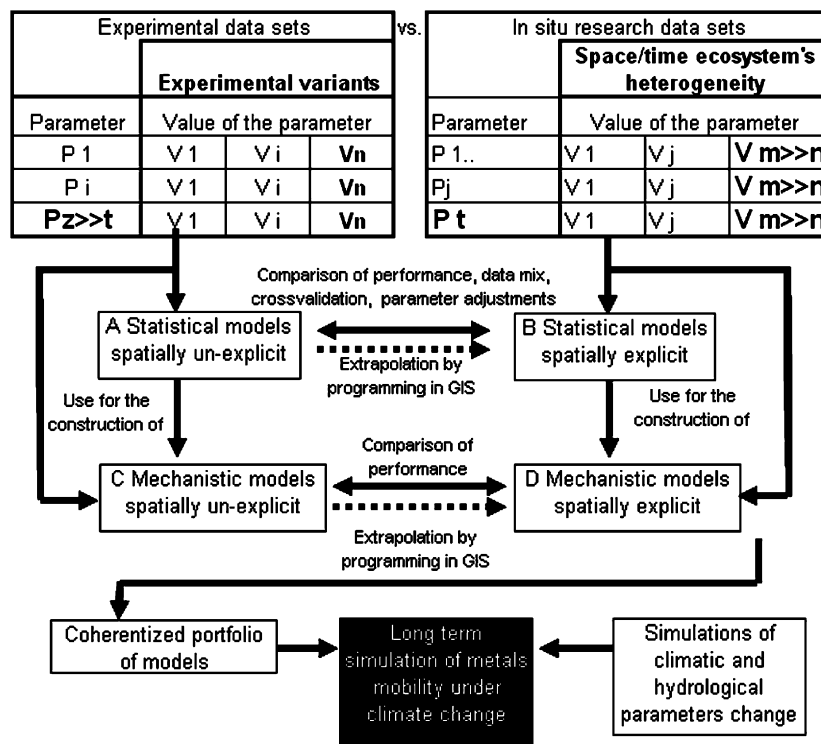 Experimental data sets vs. In situ research data sets
Experimental variants
Space/time ecosystem's
heterogeneity
Parameter Value of the parameter
P 1 V 1 V i Vn
P i V 1 V i Vn
Pz>>t V 1 V i Vn
Parameter Value of the parameter
P 1.. V 1 V j V m>>n
Pj V 1 V j V m>>n
P t V 1 V j V m>>n
Comparison of performance, data mix,
crossvalidation, parameter adjustments
A Statistical models
spatially un-explicit
B Statistical models
spatially explicit
Extrapolation by
programming in GIS
Use for the
construction of
Use for the
construction of
Comparison of
performance
C Mechanistic models
spatially un-explicit
D Mechanistic models
spatially explicit
Extrapolation by
programming in GIS
Coherentized portfolio
of models
Long term
simulation of metals
mobility under
climate change
Simulations of
climatic and
hydrological
parameters change